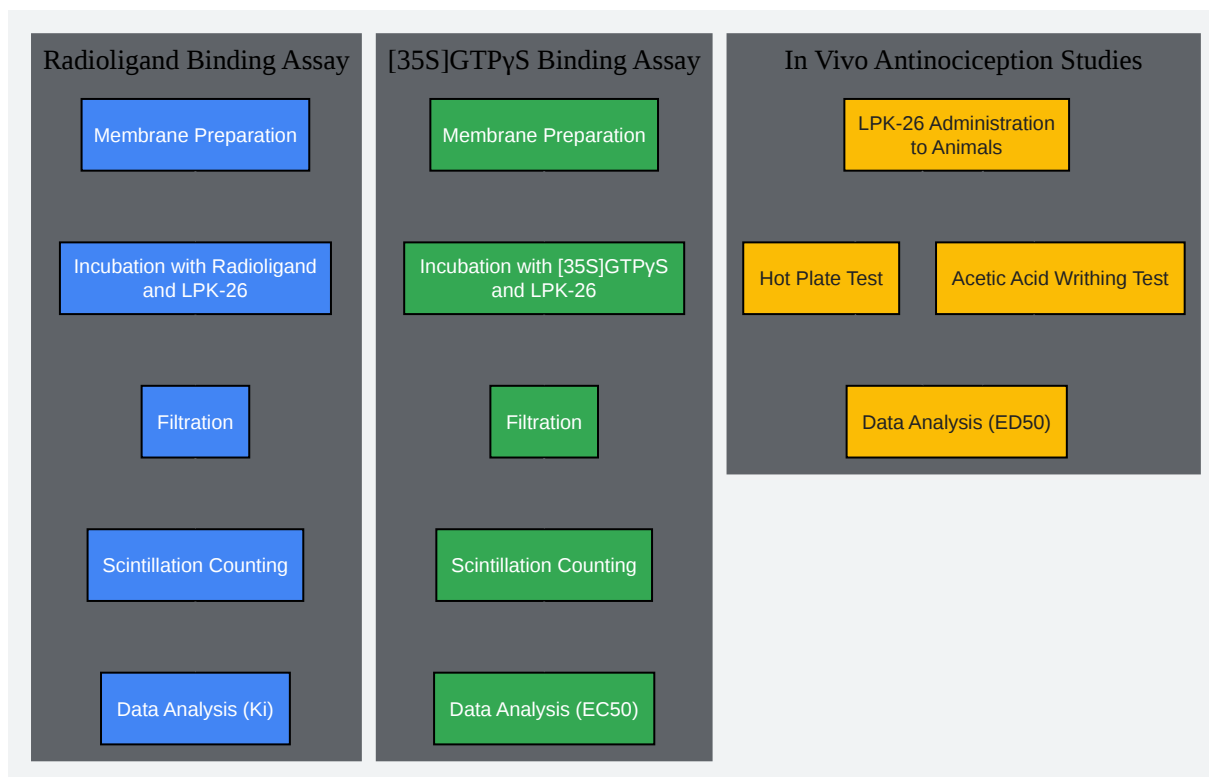 Radioligand Binding Assay
Membrane Preparation
Incubation with Radioligand
and LPK-26
Filtration
Scintillation Counting
Data Analysis (Ki)
[35S]GTPγS Binding Assay
Membrane Preparation
Incubation with [35S]GTPγS
and LPK-26
Filtration
Scintillation Counting
Data Analysis (EC50)
In Vivo Antinociception Studies
LPK-26 Administration
to Animals
Hot Plate Test
Acetic Acid Writhing Test
Data Analysis (ED50)